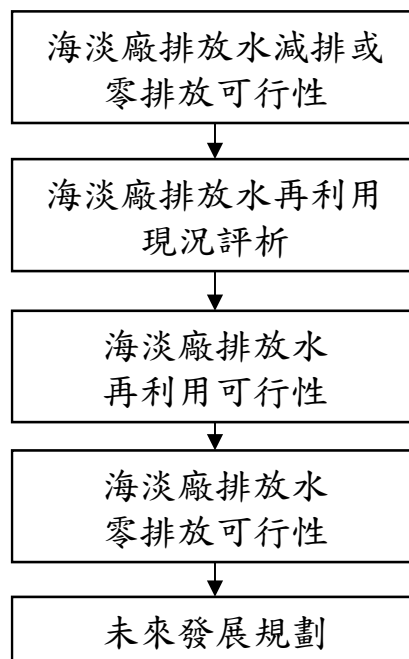 海淡廠排放水減排或
零排放可行性
海淡廠排放水再利用
現況評析
海淡廠排放水
再利用可行性
海淡廠排放水
零排放可行性
未來發展規劃